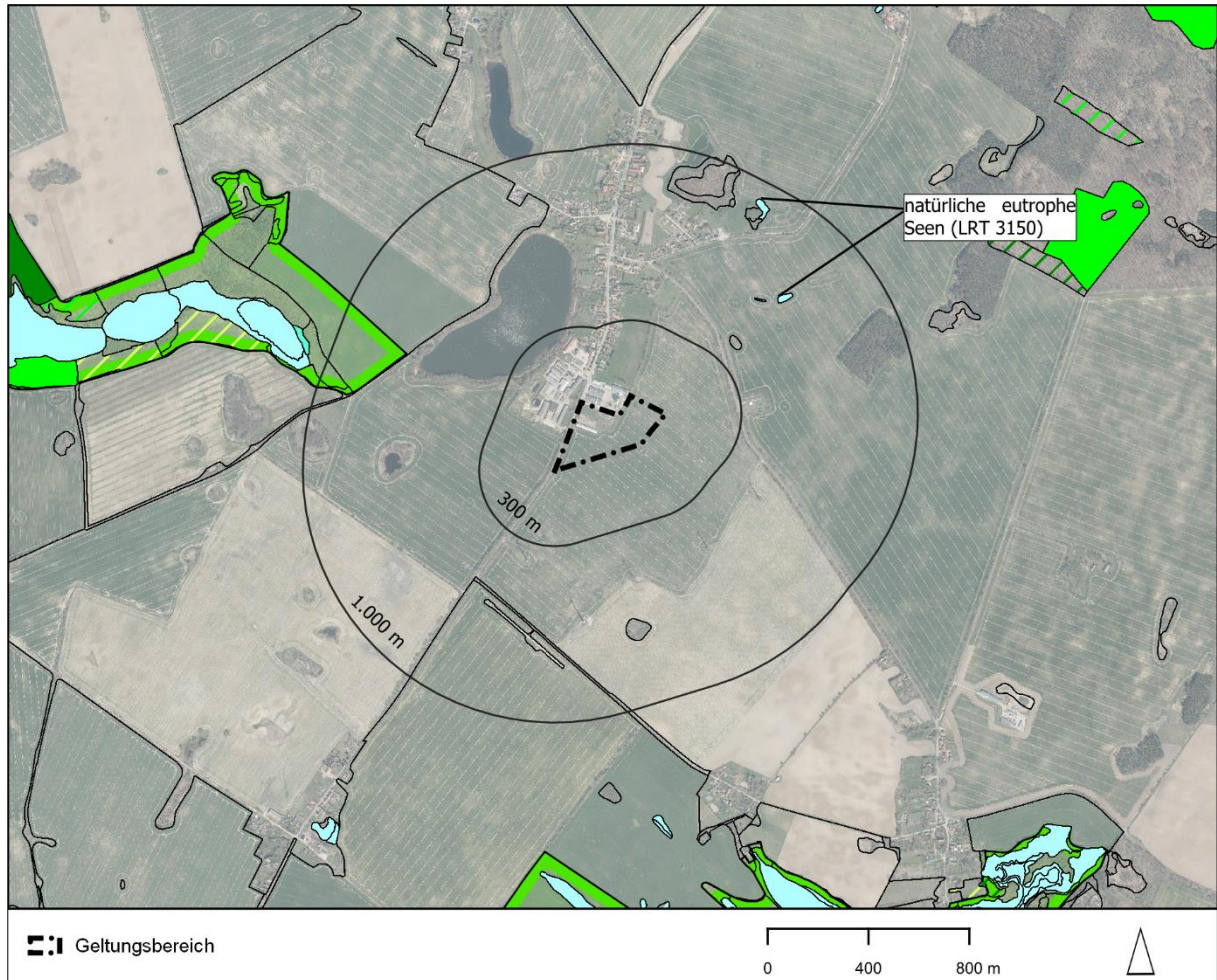 natürliche eutrophe
Seen (LRT 3150)
300 m
1.000 m
Geltungsbereich
0 400 800 m